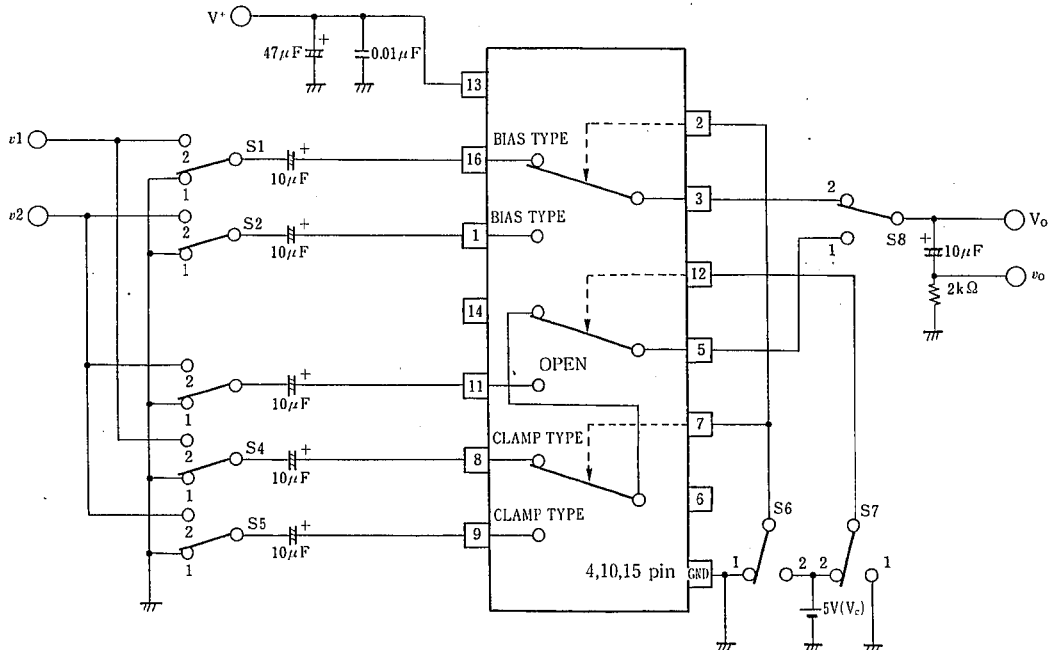 V+
47μF +
0.01μF
13
v1
2
S1
+
10μF
1
16
BIAS TYPE
2
3
v2
2
S2
+
10μF
1
1
BIAS TYPE
2
S8
1
Vo
+
10μF
vo
2kΩ
14
12
OPEN
5
2
+
10μF
1
11
7
2
S4
+
10μF
1
8
CLAMP TYPE
6
2
S5
+
10μF
1
9
CLAMP TYPE
4,10,15 pin
GND
S6
1
2
S7
2
1
5V(Vc)